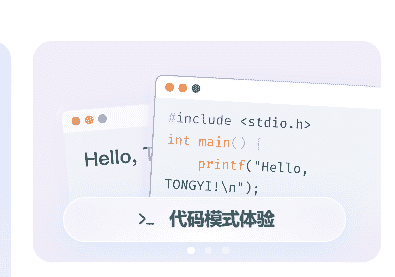 Hello, T
#include <stdio.h>
int main() {
printf("Hello,
TONGYI!\n");
>_ 代码模式体验